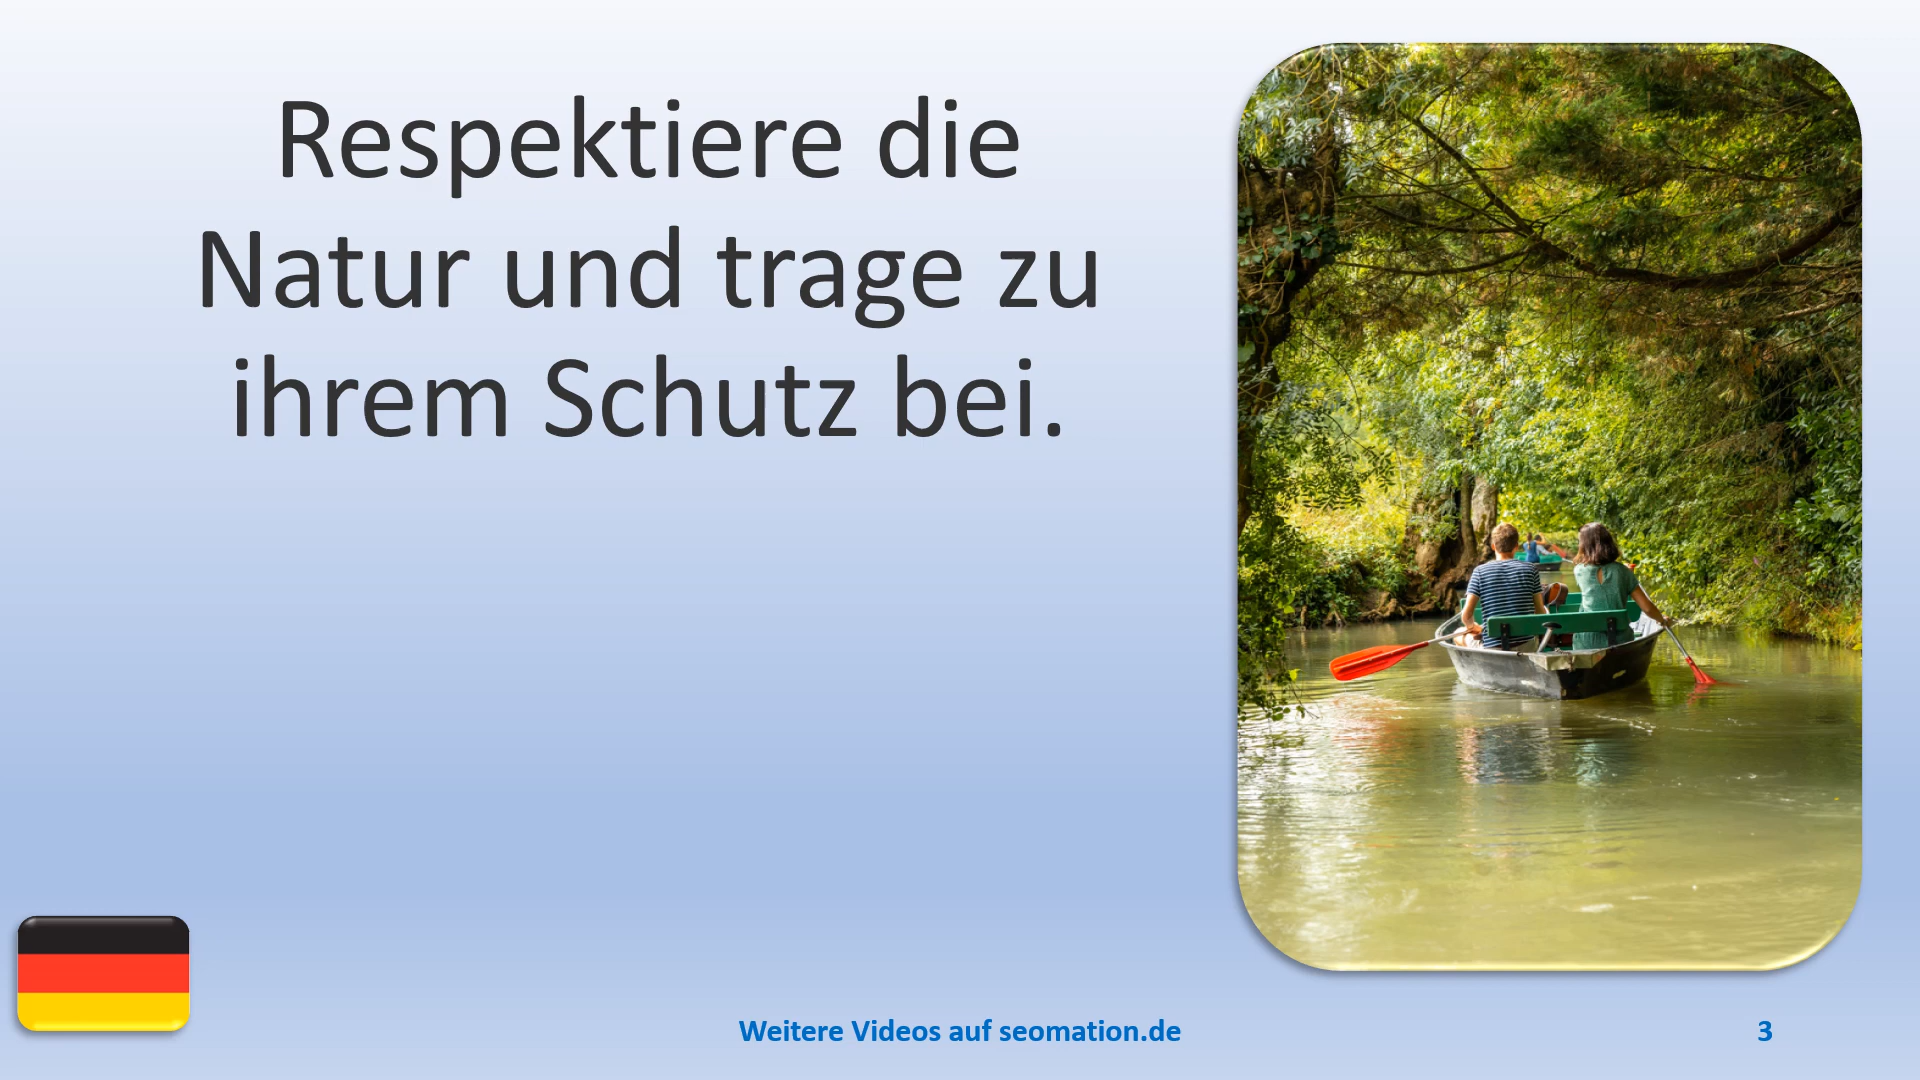 Respektiere die
Natur und trage zu
ihrem Schutz bei.
Weitere Videos auf seomation.de
3